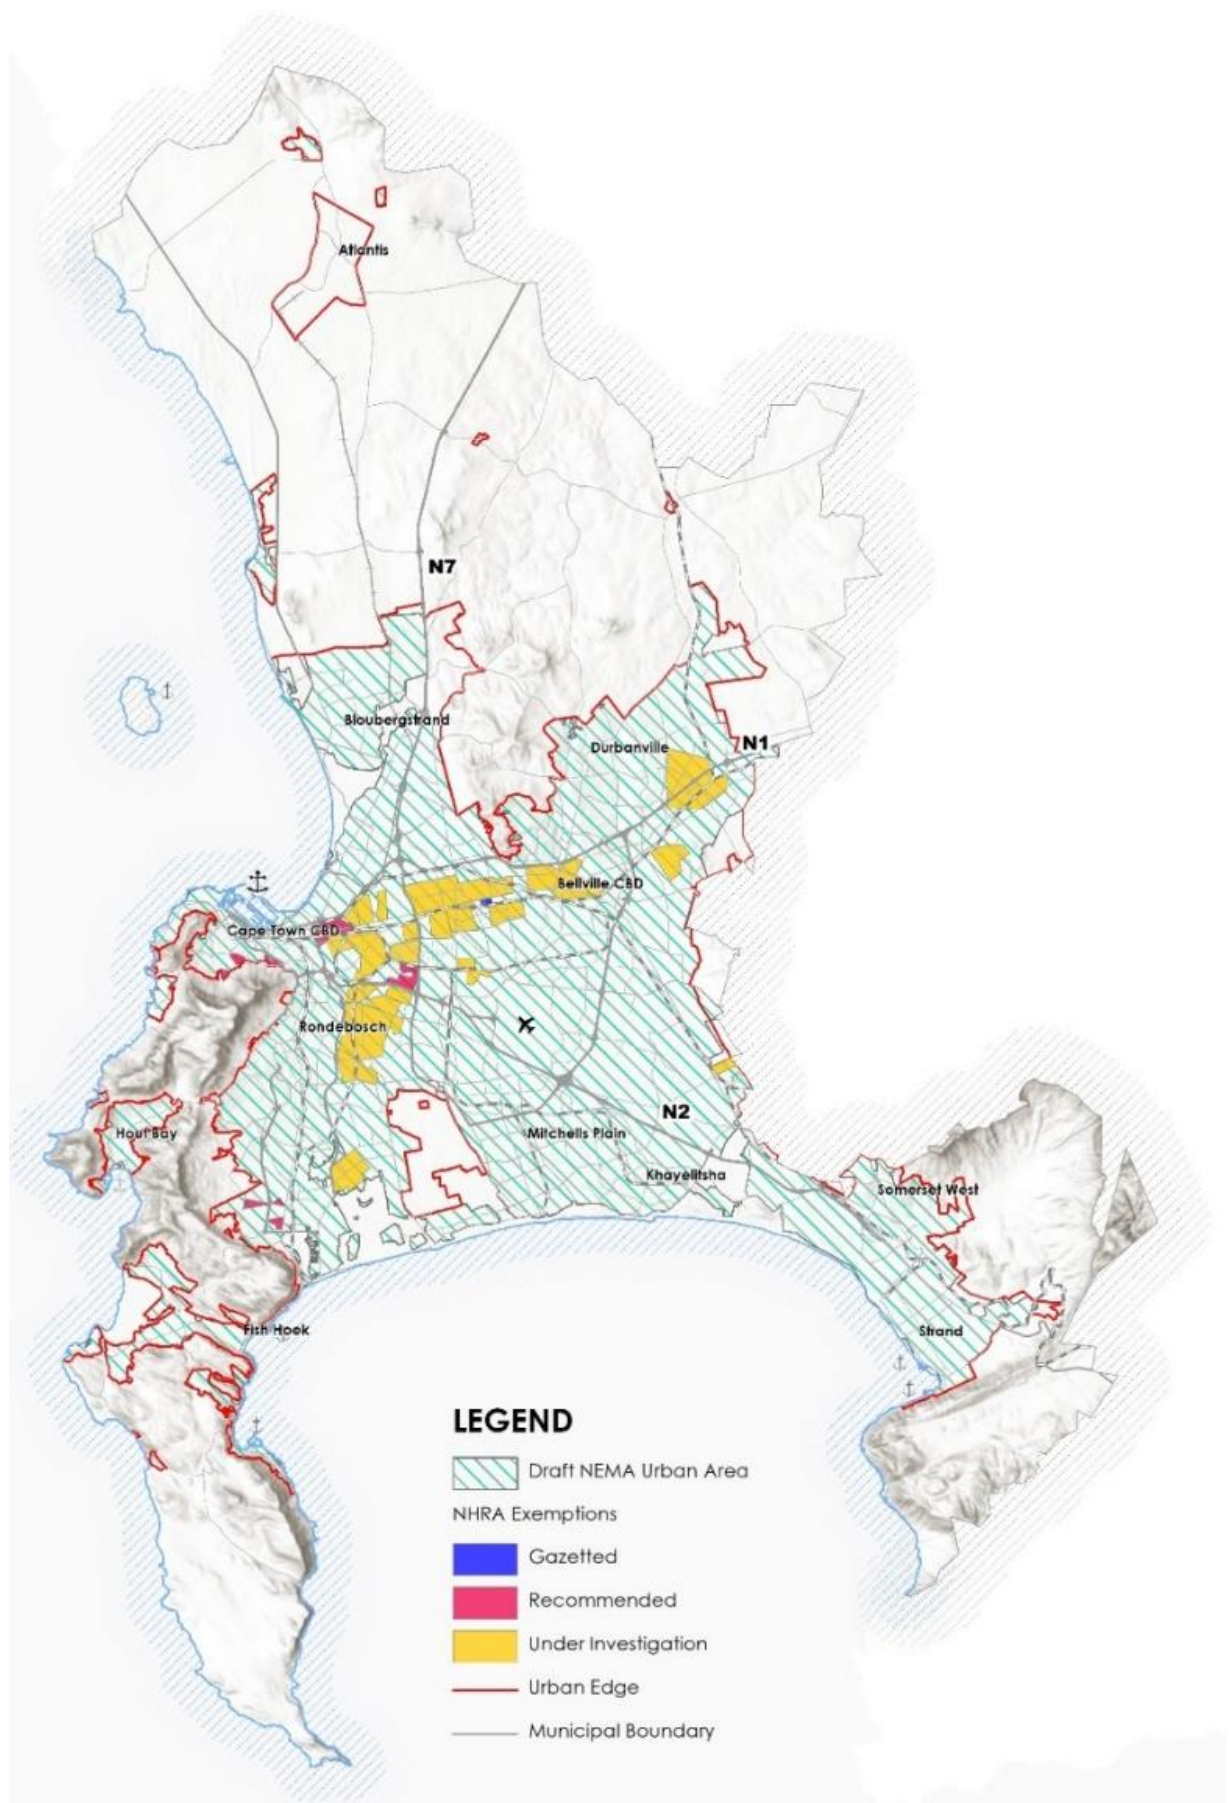 Atlantis
N7
Bloubergstrand
Durbanville
N1
Bellville CBD
Cape Town CBD
Rondebosch
N2
Hout Bay
Mitchells Plain
Khayelitsha
Somerset West
Fish Hoek
Strand
LEGEND
Draft NEMA Urban Area
NHRA Exemptions
Gazetted
Recommended
Under Investigation
Urban Edge
Municipal Boundary